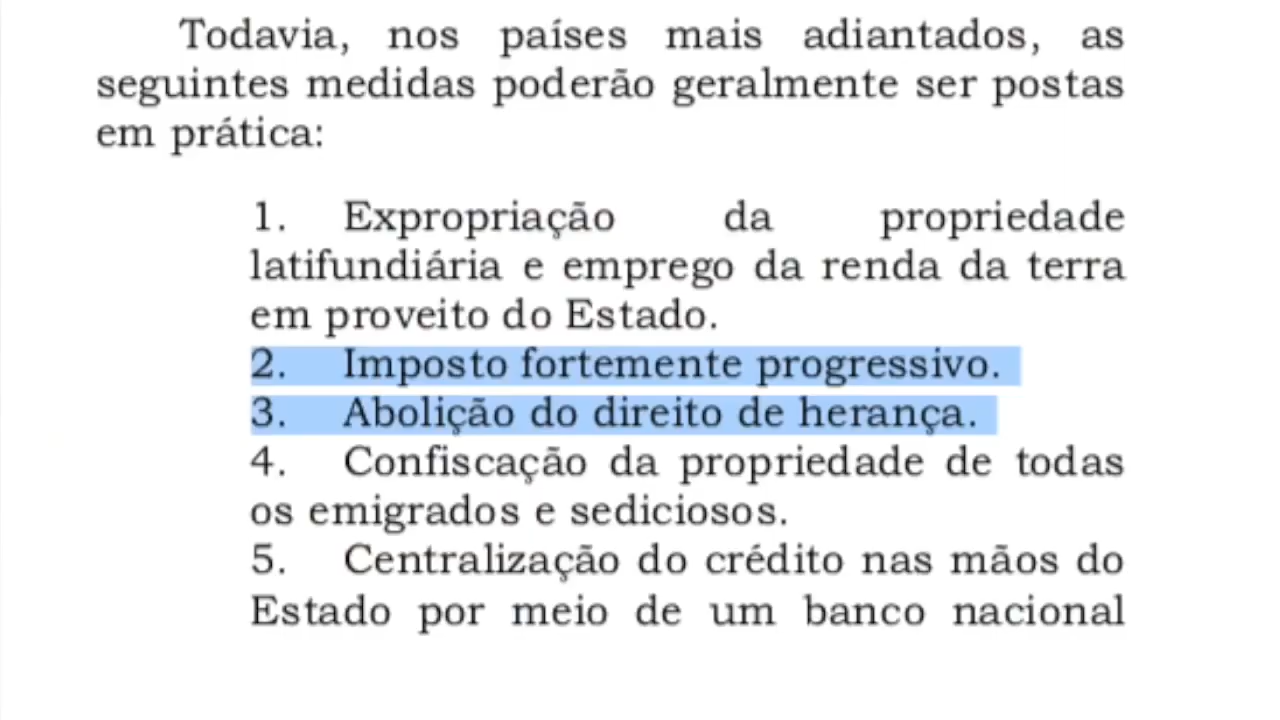 Todavia, nos países mais adiantados, as
seguintes medidas poderão geralmente ser postas
em prática:
1. Expropriação da propriedade
latifundiária e emprego da renda da terra
em proveito do Estado.
2. Imposto fortemente progressivo.
3. Abolição do direito de herança.
4. Confiscação da propriedade de todas
os emigrados e sediciosos.
5. Centralização do crédito nas mãos do
Estado por meio de um banco nacional